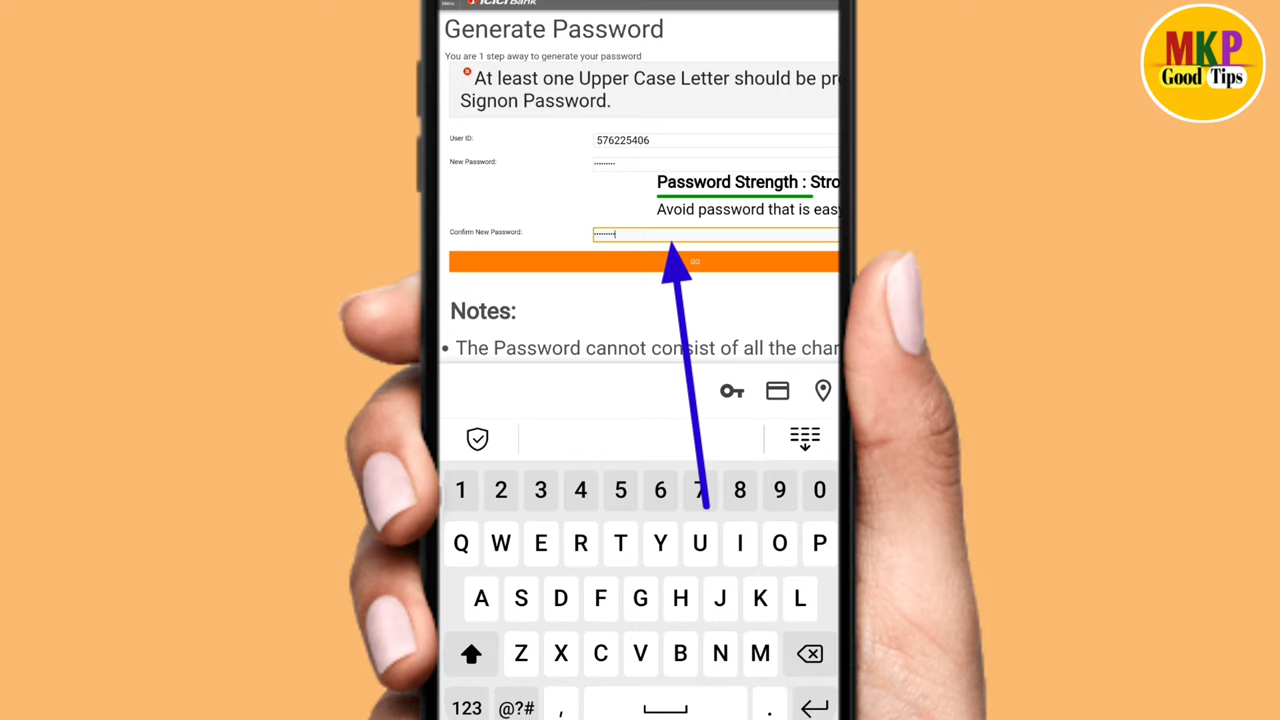 Menu
ICICI Bank
Generate Password
You are 1 step away to generate your password
At least one Upper Case Letter should be pr
Signon Password.
User ID: 576225406
New Password: ·········
Password Strength : Stro
Avoid password that is easy
Confirm New Password: ·········
GO
Notes:
• The Password cannot consist of all the char
1 2 3 4 5 6 7 8 9 0
Q W E R T Y U I O P
A S D F G H J K L
Z X C V B N M
123 @?# , .
MKP
Good Tips